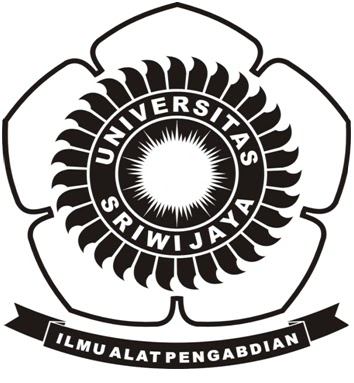 UNIVERSITAS
SRIWIJAYA
ILMU ALAT PENGABDIAN